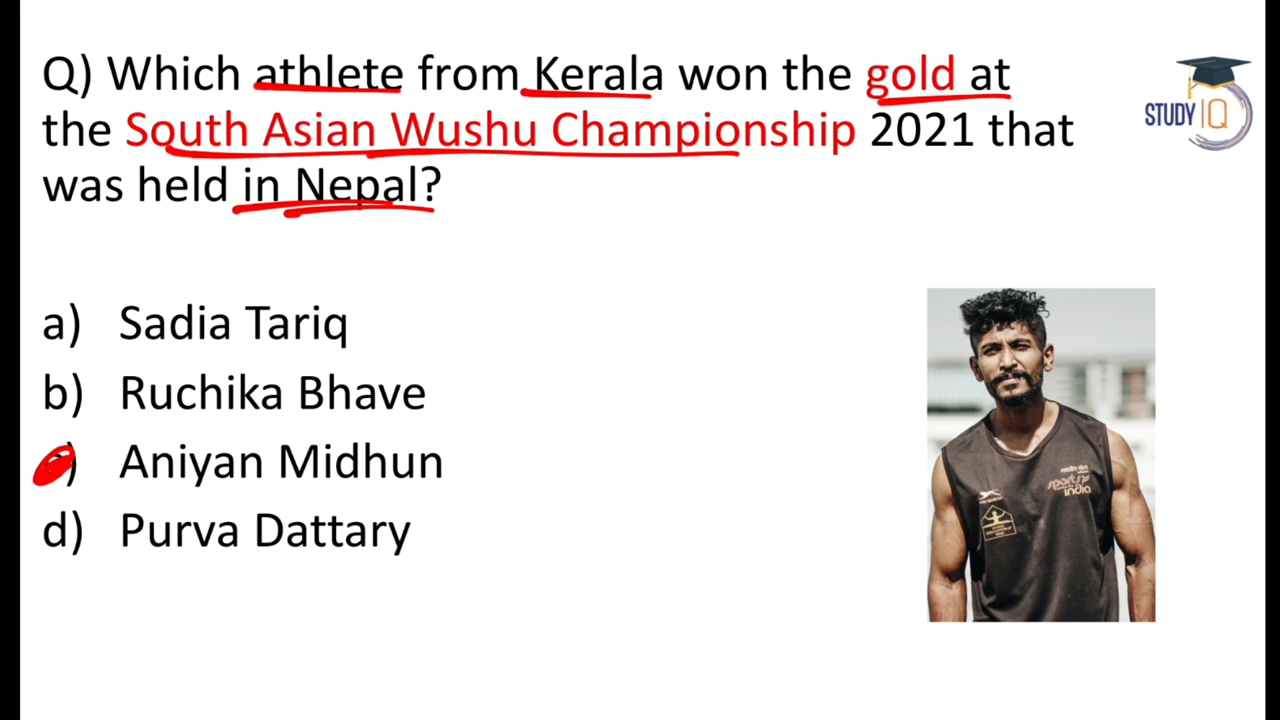 Q) Which athlete from Kerala won the gold at
the South Asian Wushu Championship 2021 that
was held in Nepal?
STUDY IQ
a) Sadia Tariq
b) Ruchika Bhave
) Aniyan Midhun
d) Purva Dattary
india